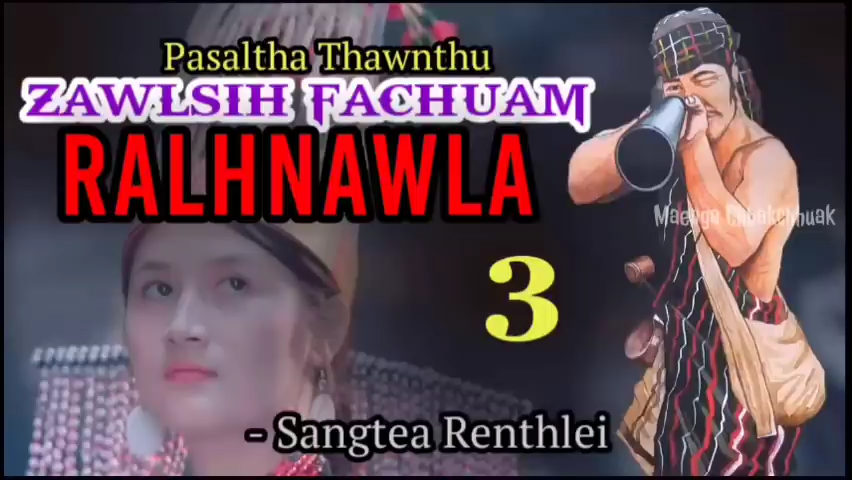 Pasaltha Thawnthu
ZAWLSIH FACHUAM
RALHNAWLA
3
- Sangtea Renthlei